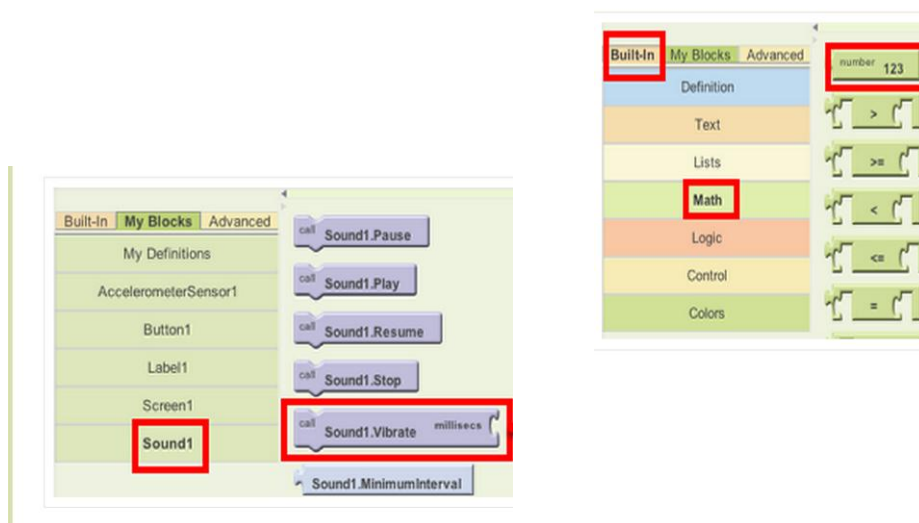 Built-In My Blocks Advanced
Definition
Text
Lists
Math
Logic
Control
Colors
number 123
>
>=
<
<=
=
Built-In My Blocks Advanced
My Definitions
AccelerometerSensor1
Button1
Label1
Screen1
Sound1
call Sound1.Pause
call Sound1.Play
call Sound1.Resume
call Sound1.Stop
call Sound1.Vibrate millisecs
Sound1.MinimumInterval